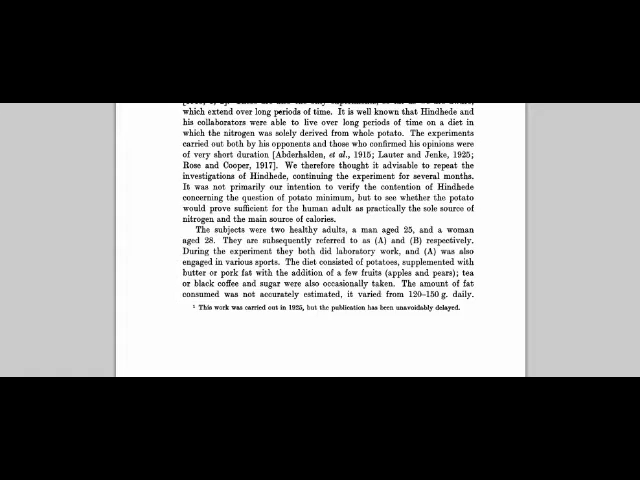 which extend over long periods of time. It is well known that Hindhede and
his collaborators were able to live over long periods of time on a diet in
which the nitrogen was solely derived from whole potato. The experiments
carried out both by his opponents and those who confirmed his opinions were
of very short duration [Abderhalden, et al., 1915; Lauter and Jenke, 1925;
Rose and Cooper, 1917]. We therefore thought it advisable to repeat the
investigations of Hindhede, continuing the experiment for several months.
It was not primarily our intention to verify the contention of Hindhede
concerning the question of potato minimum, but to see whether the potato
would prove sufficient for the human adult as practically the sole source of
nitrogen and the main source of calories.
The subjects were two healthy adults, a man aged 25, and a woman
aged 28. They are subsequently referred to as (A) and (B) respectively.
During the experiment they both did laboratory work, and (A) was also
engaged in various sports. The diet consisted of potatoes, supplemented with
butter or pork fat with the addition of a few fruits (apples and pears); tea
or black coffee and sugar were also occasionally taken. The amount of fat
consumed was not accurately estimated, it varied from 120–150 g. daily.
¹ This work was carried out in 1925, but the publication has been unavoidably delayed.